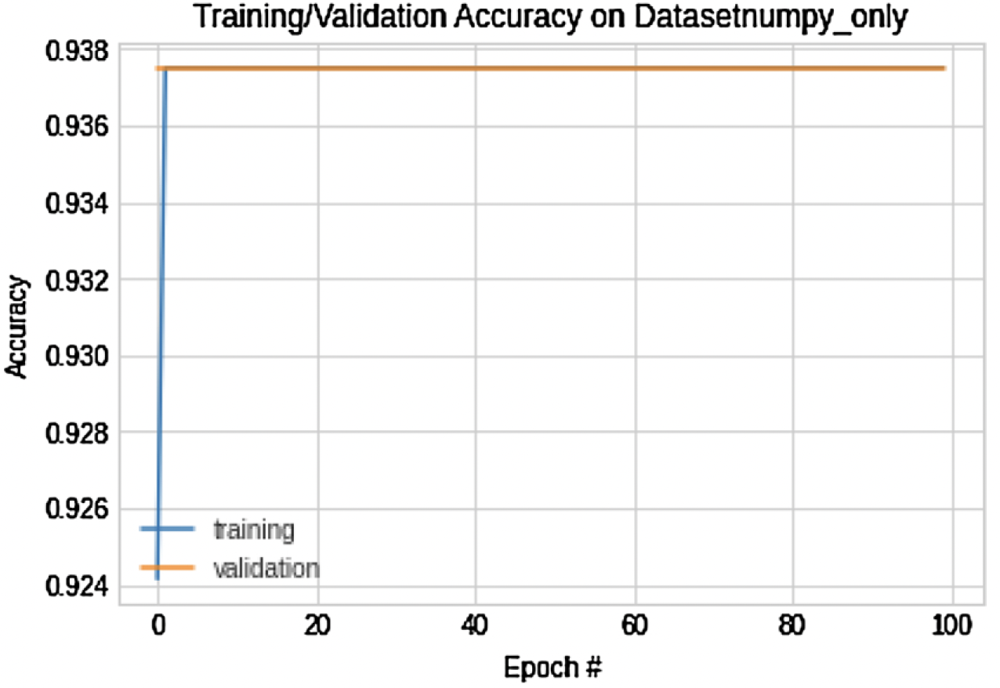 Training/Validation Accuracy on Datasetnumpy_only
0.938
0.936
0.934
0.932
0.930
0.928
0.926
0.924
Accuracy
training
validation
0 20 40 60 80 100
Epoch #